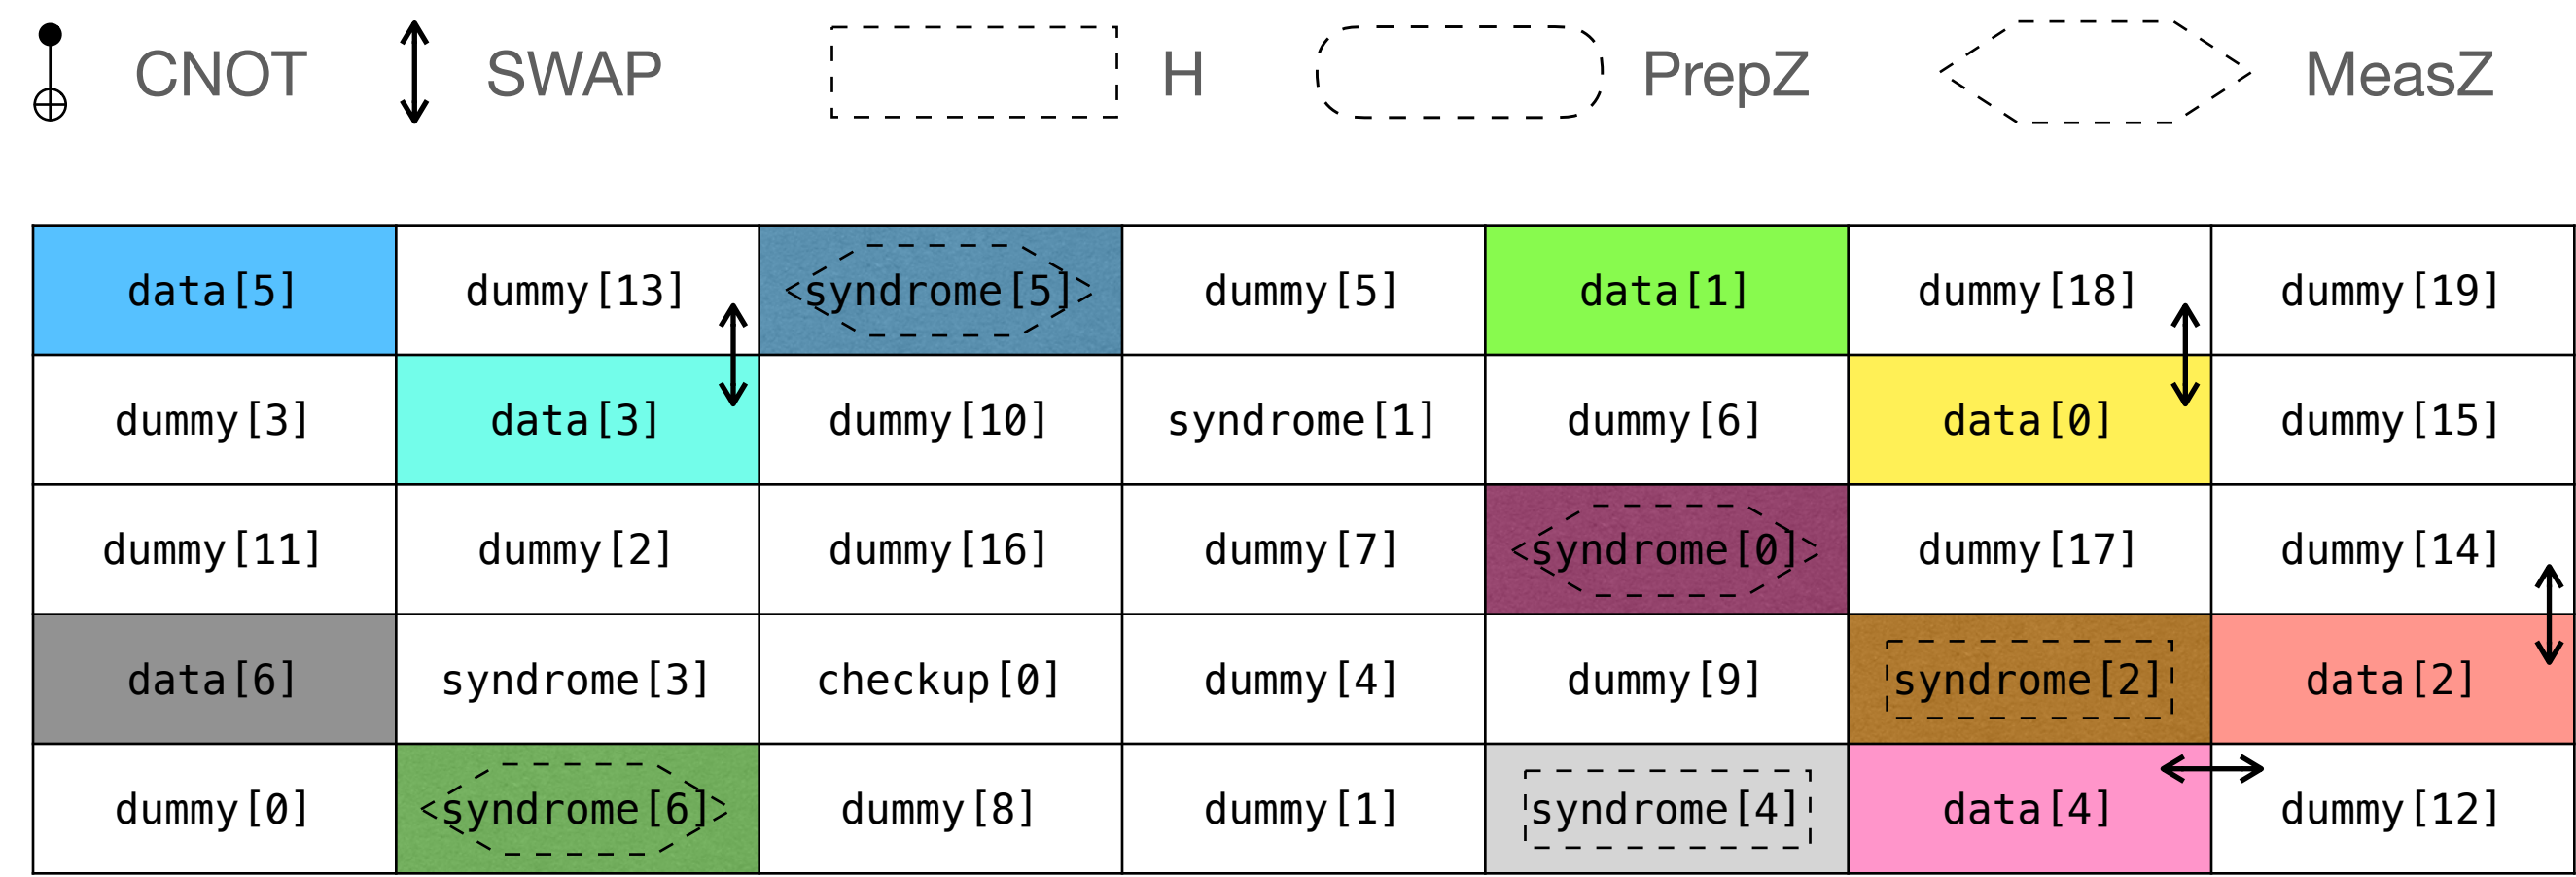 CNOT SWAP H PrepZ MeasZ
data[5] dummy[13] syndrome[5] dummy[5] data[1] dummy[18] dummy[19]
dummy[3] data[3] dummy[10] syndrome[1] dummy[6] data[0] dummy[15]
dummy[11] dummy[2] dummy[16] dummy[7] syndrome[0] dummy[17] dummy[14]
data[6] syndrome[3] checkup[0] dummy[4] dummy[9] syndrome[2] data[2]
dummy[0] syndrome[6] dummy[8] dummy[1] syndrome[4] data[4] dummy[12]